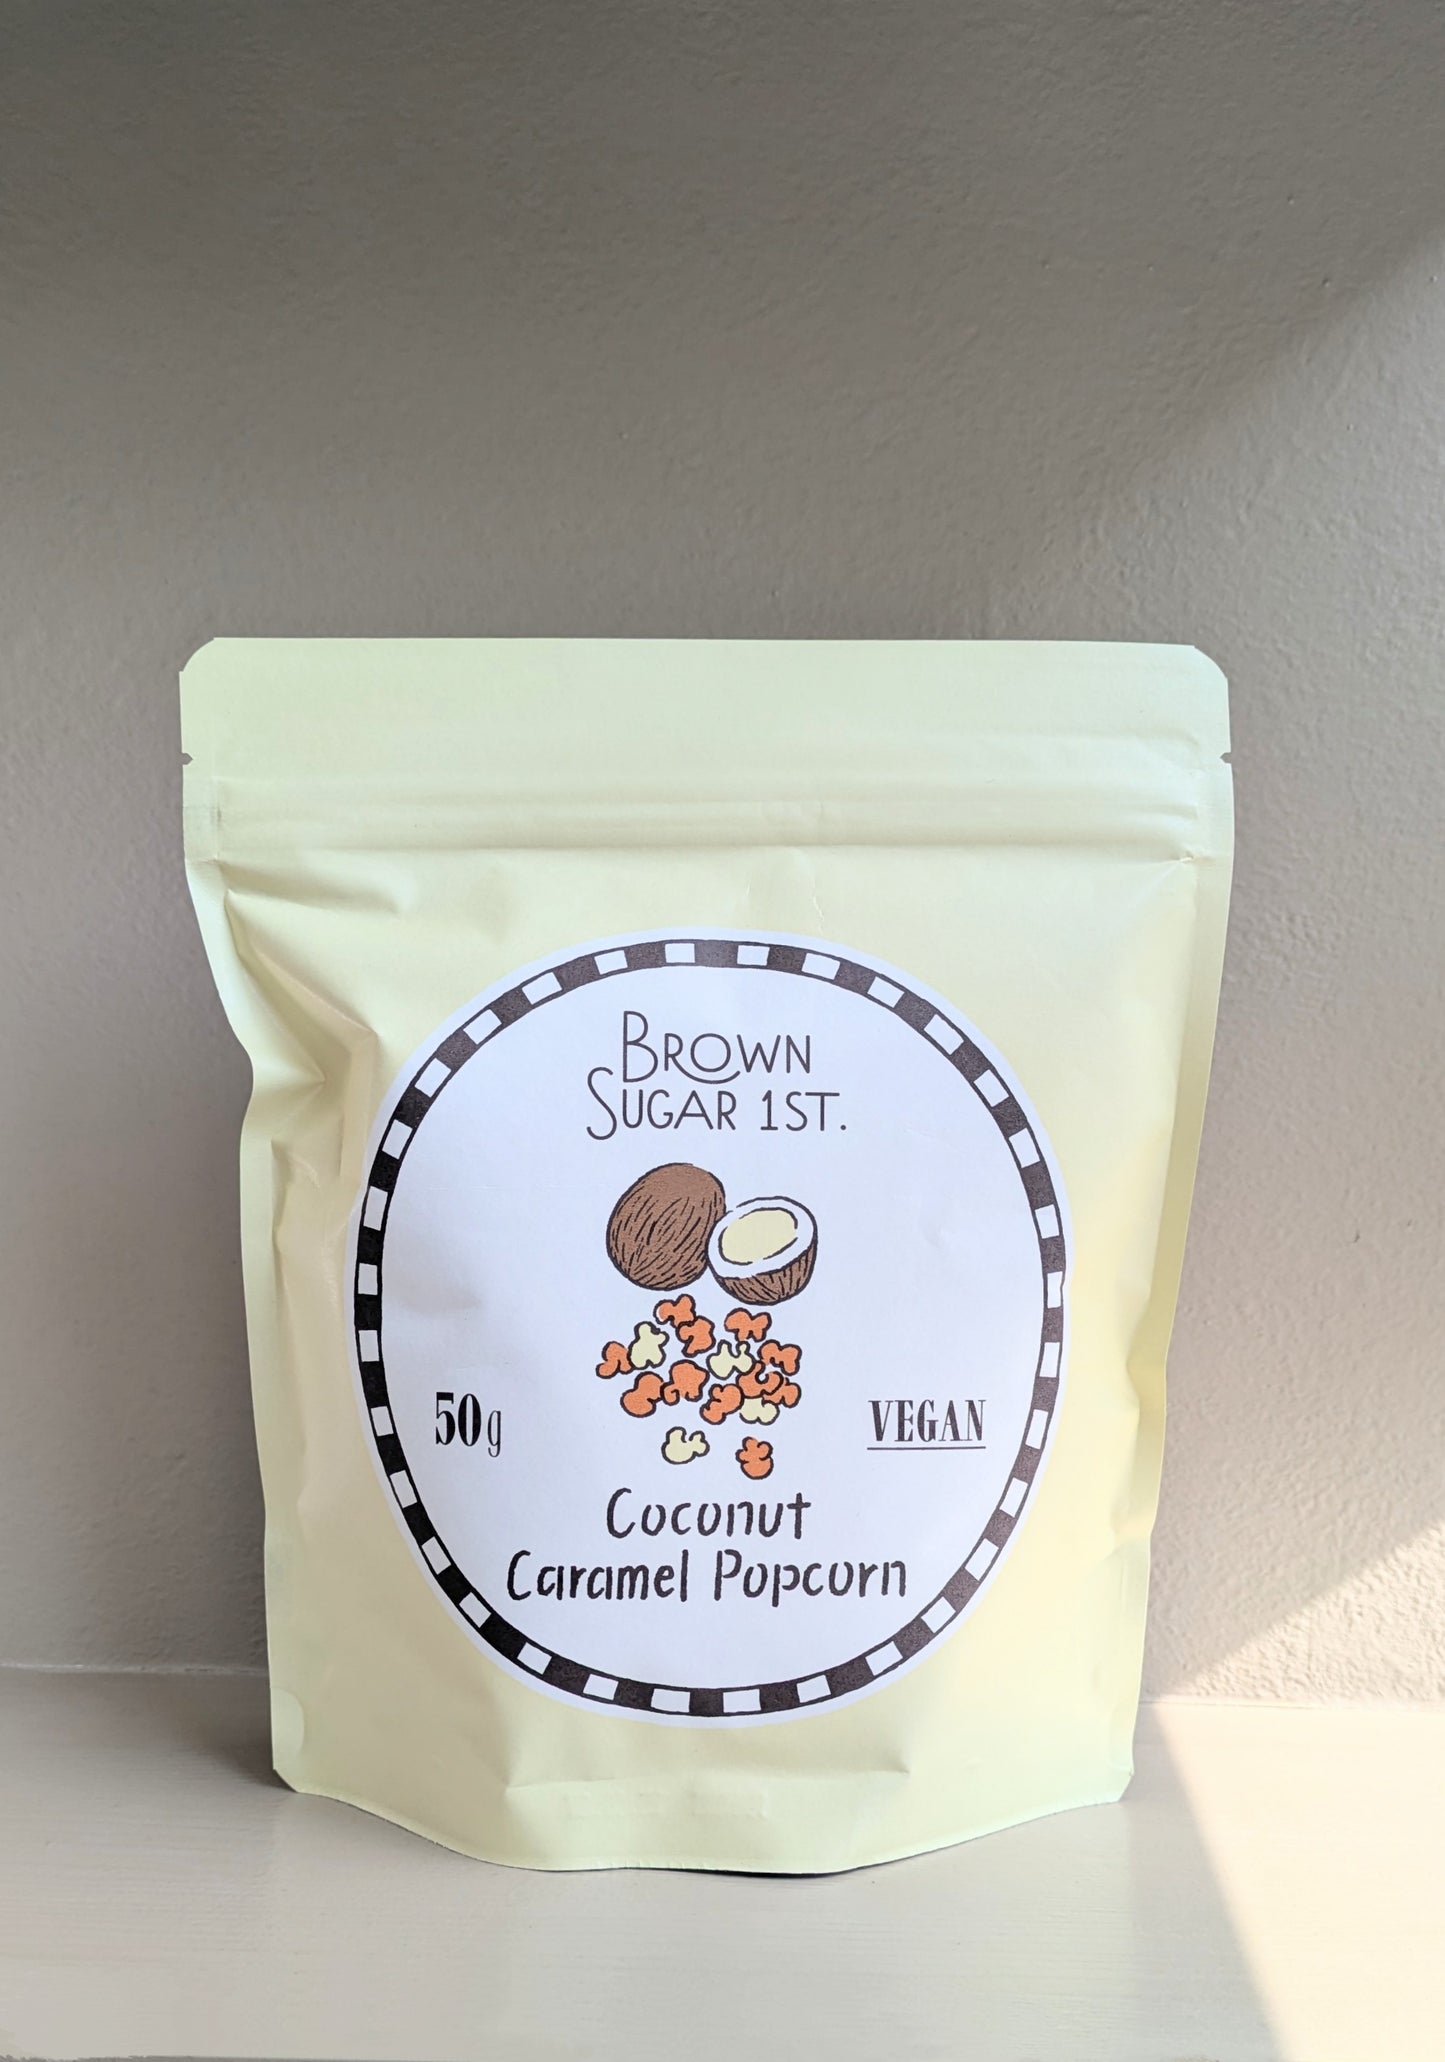 BROWN
SUGAR 1ST.
50g
VEGAN
Coconut
Caramel Popcorn